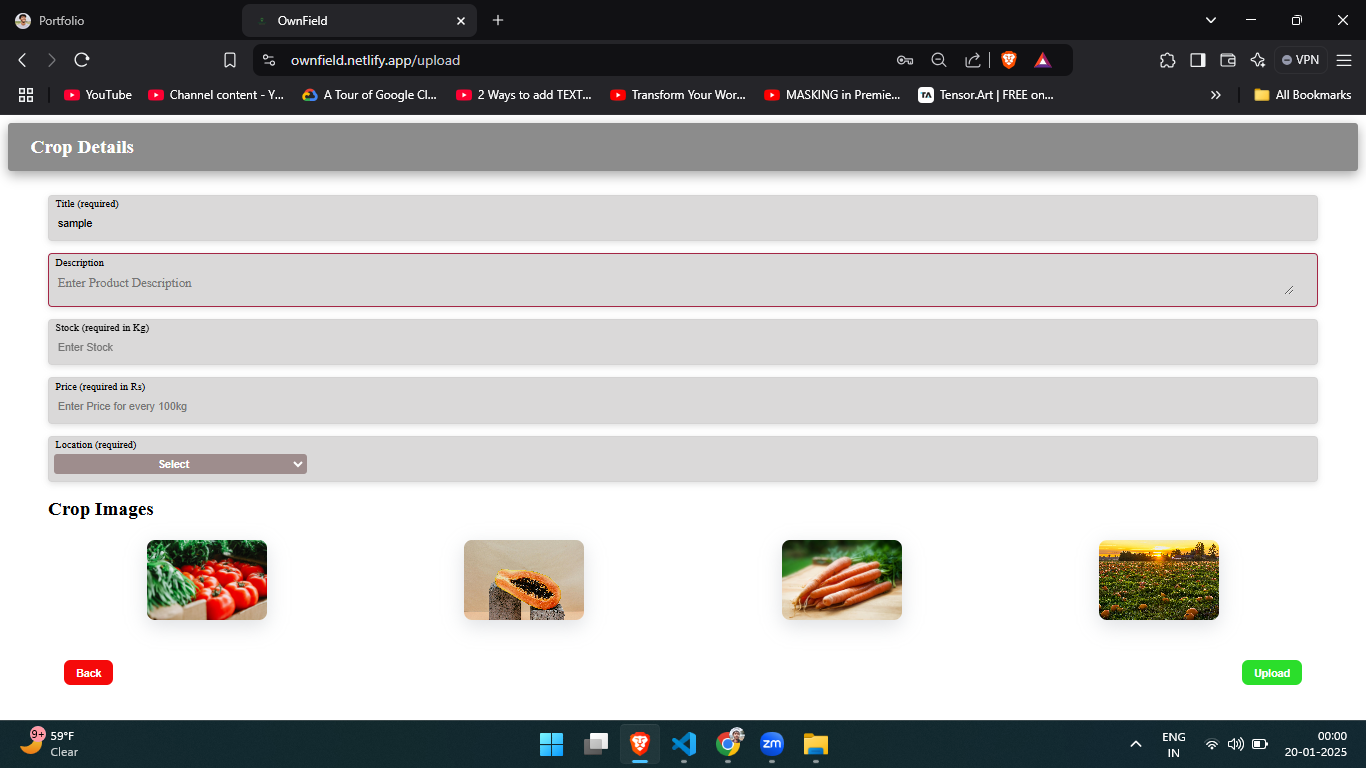 Portfolio
OwnField
ownfield.netlify.app/upload
VPN
YouTube
Channel content - Y...
A Tour of Google Cl...
2 Ways to add TEXT...
Transform Your Wor...
MASKING in Premie...
TA Tensor.Art | FREE on...
All Bookmarks
Crop Details
Title (required)
sample
Description
Enter Product Description
Stock (required in Kg)
Enter Stock
Price (required in Rs)
Enter Price for every 100kg
Location (required)
Select
Crop Images
Back
Upload
9+
59°F
Clear
zm
ENG
IN
00:00
20-01-2025